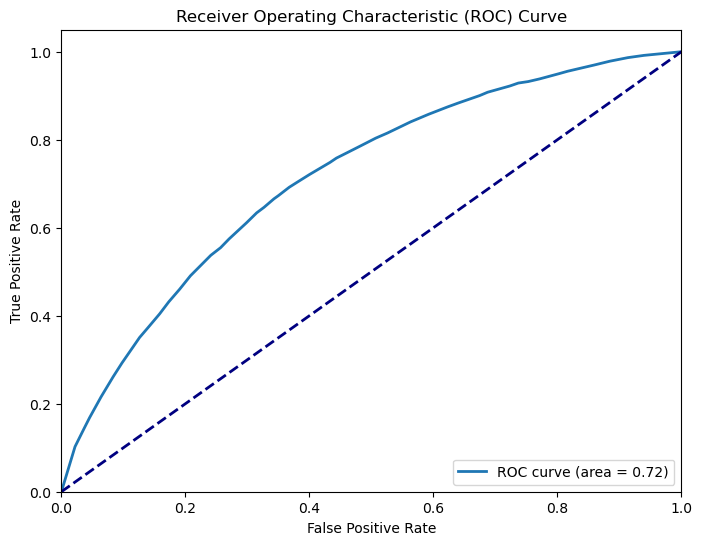 Receiver Operating Characteristic (ROC) Curve
True Positive Rate
1.0
0.8
0.6
0.4
0.2
0.0
ROC curve (area = 0.72)
0.0 0.2 0.4 0.6 0.8 1.0
False Positive Rate